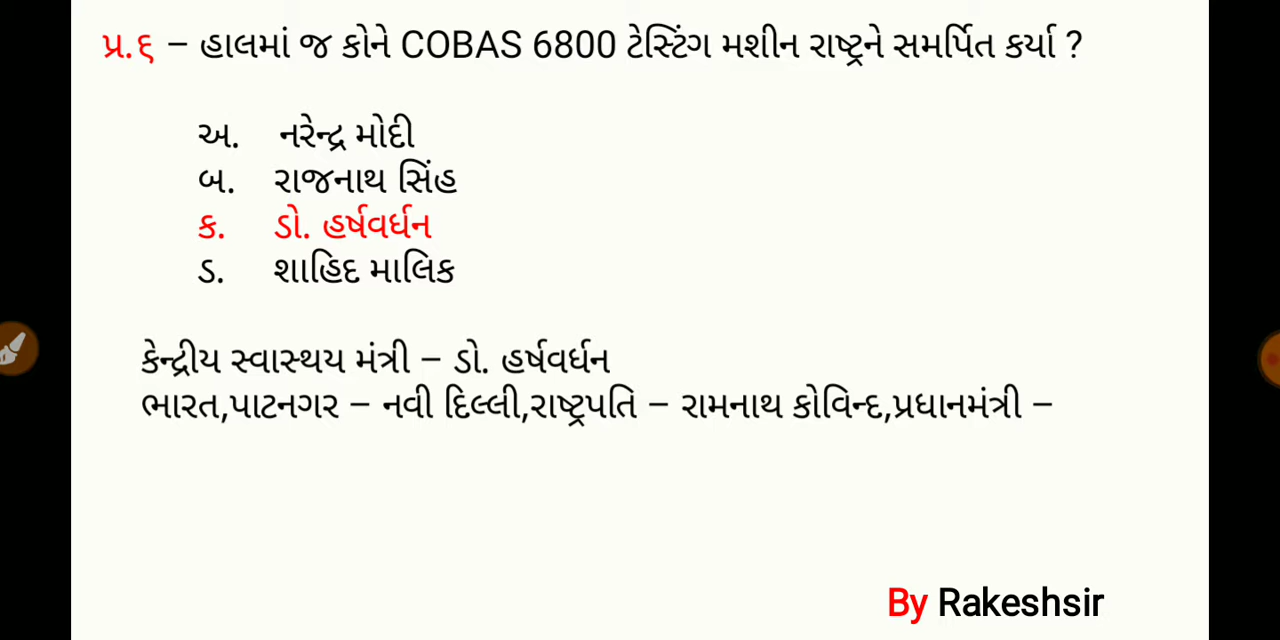 પ્ર.૬ – હાલમાં જ કોને COBAS 6800 ટેસ્ટિંગ મશીન રાષ્ટ્રને સમર્પિત કર્યા ?
અ. નરેન્દ્ર મોદી
બ. રાજનાથ સિંહ
ક. ડો. હર્ષવર્ધન
ડ. શાહિદ માલિક
કેન્દ્રીય સ્વાસ્થય મંત્રી – ડો. હર્ષવર્ધન
ભારત,પાટનગર – નવી દિલ્લી,રાષ્ટ્રપતિ – રામનાથ કોવિન્દ,પ્રધાનમંત્રી –
By Rakeshsir